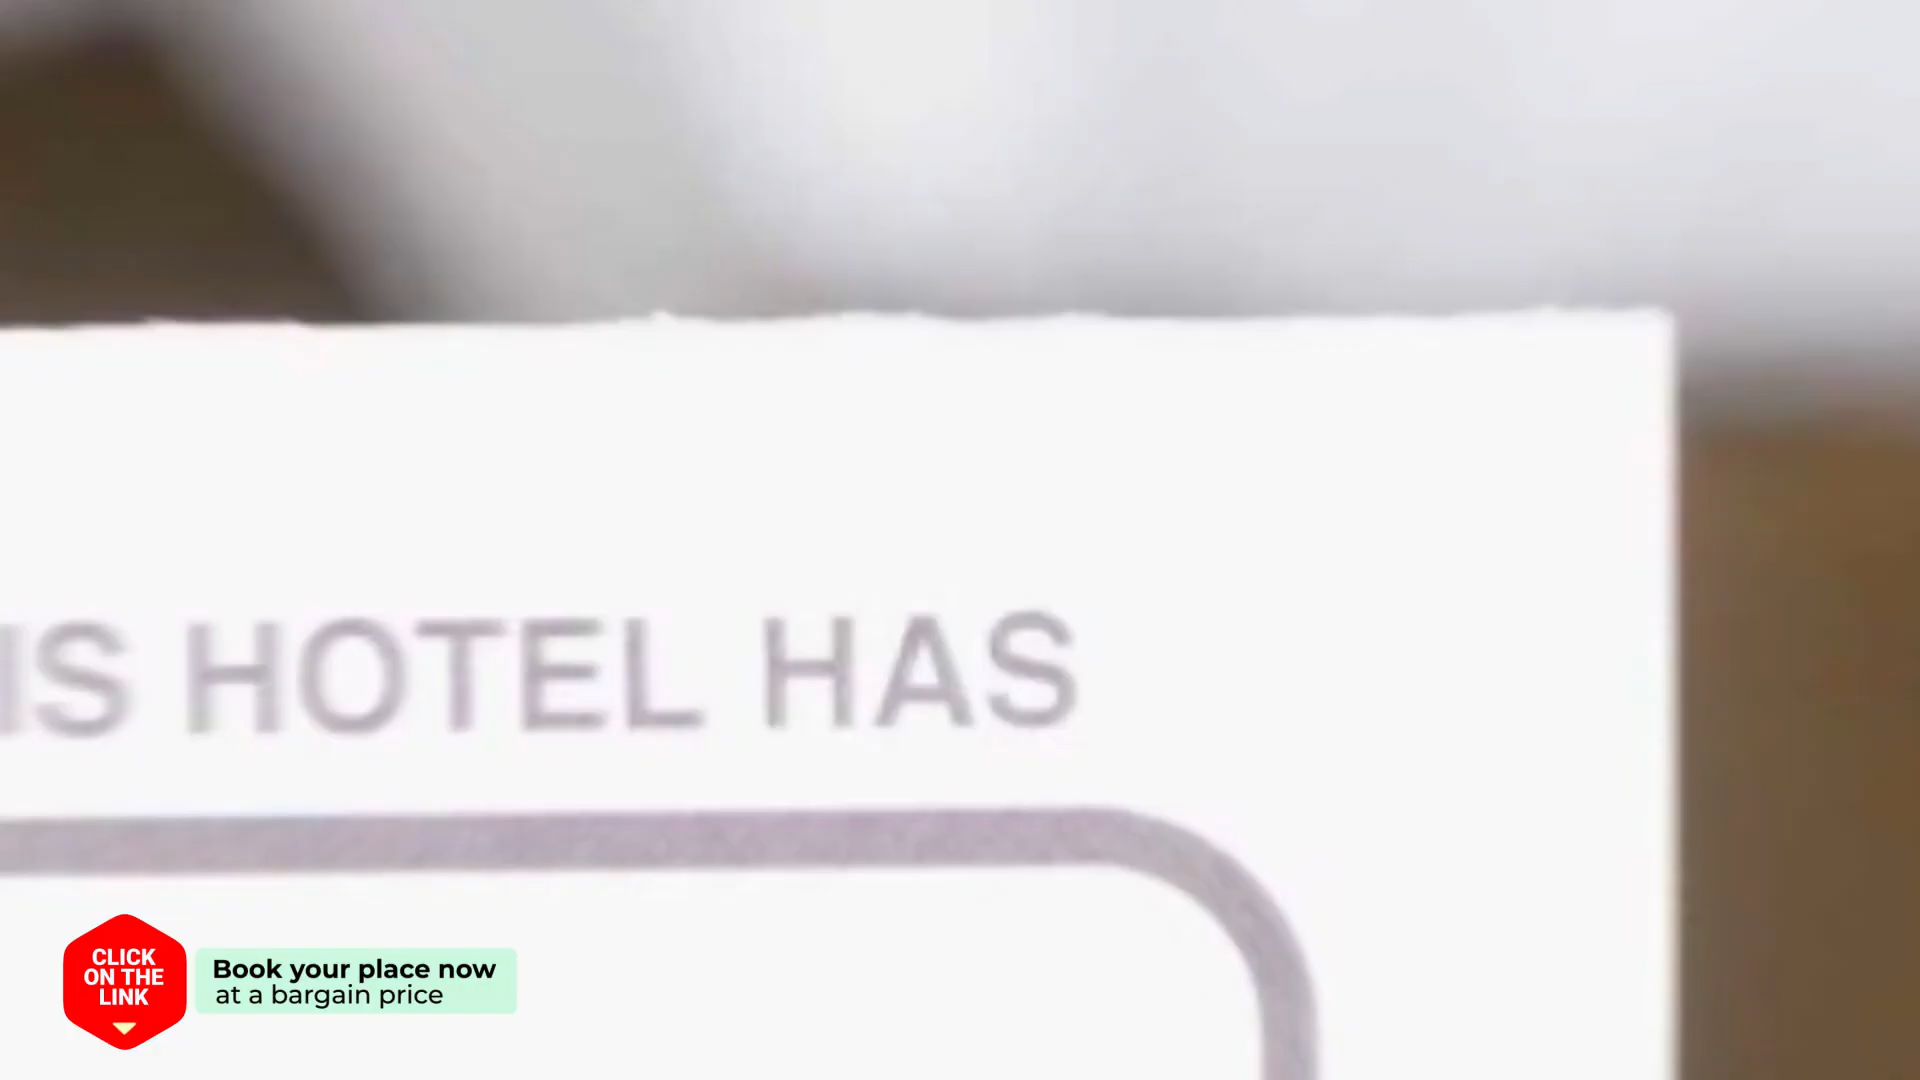 IS HOTEL HAS
CLICK
ON THE
LINK
Book your place now
at a bargain price